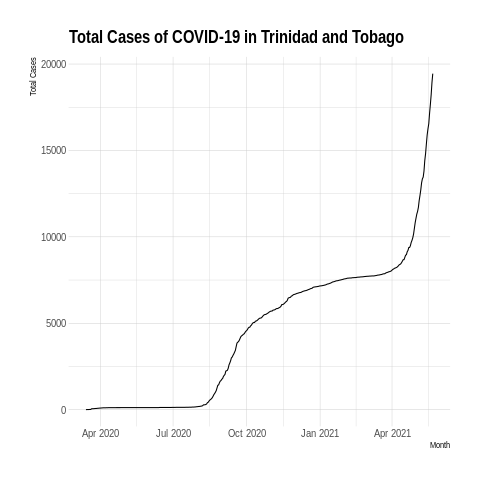 Total Cases of COVID-19 in Trinidad and Tobago
Total Cases
20000
15000
10000
5000
0
Apr 2020 Jul 2020 Oct 2020 Jan 2021 Apr 2021
Month